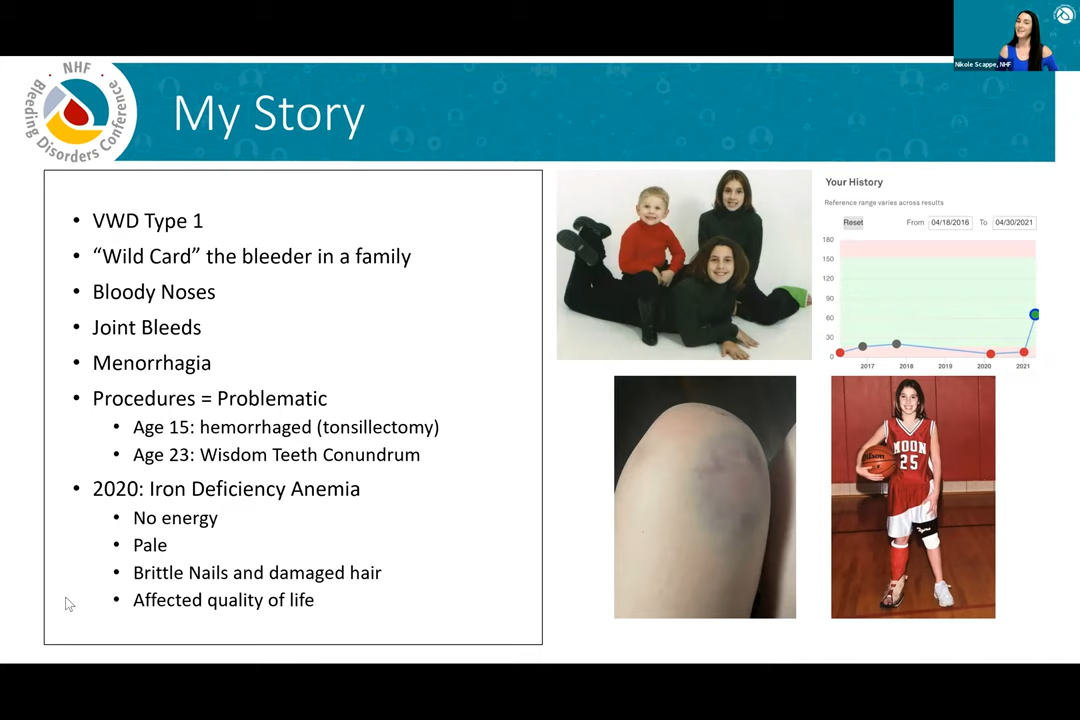 Nikole Scappe, NHF
NHF
Bleeding Disorders Conference
My Story
• VWD Type 1
• “Wild Card” the bleeder in a family
• Bloody Noses
• Joint Bleeds
• Menorrhagia
• Procedures = Problematic
• Age 15: hemorrhaged (tonsillectomy)
• Age 23: Wisdom Teeth Conundrum
• 2020: Iron Deficiency Anemia
• No energy
• Pale
• Brittle Nails and damaged hair
• Affected quality of life
Your History
Reference range varies across results
Reset From 04/18/2016 To 04/30/2021
180
150
120
90
60
30
0
2017 2018 2019 2020 2021
MOON
25